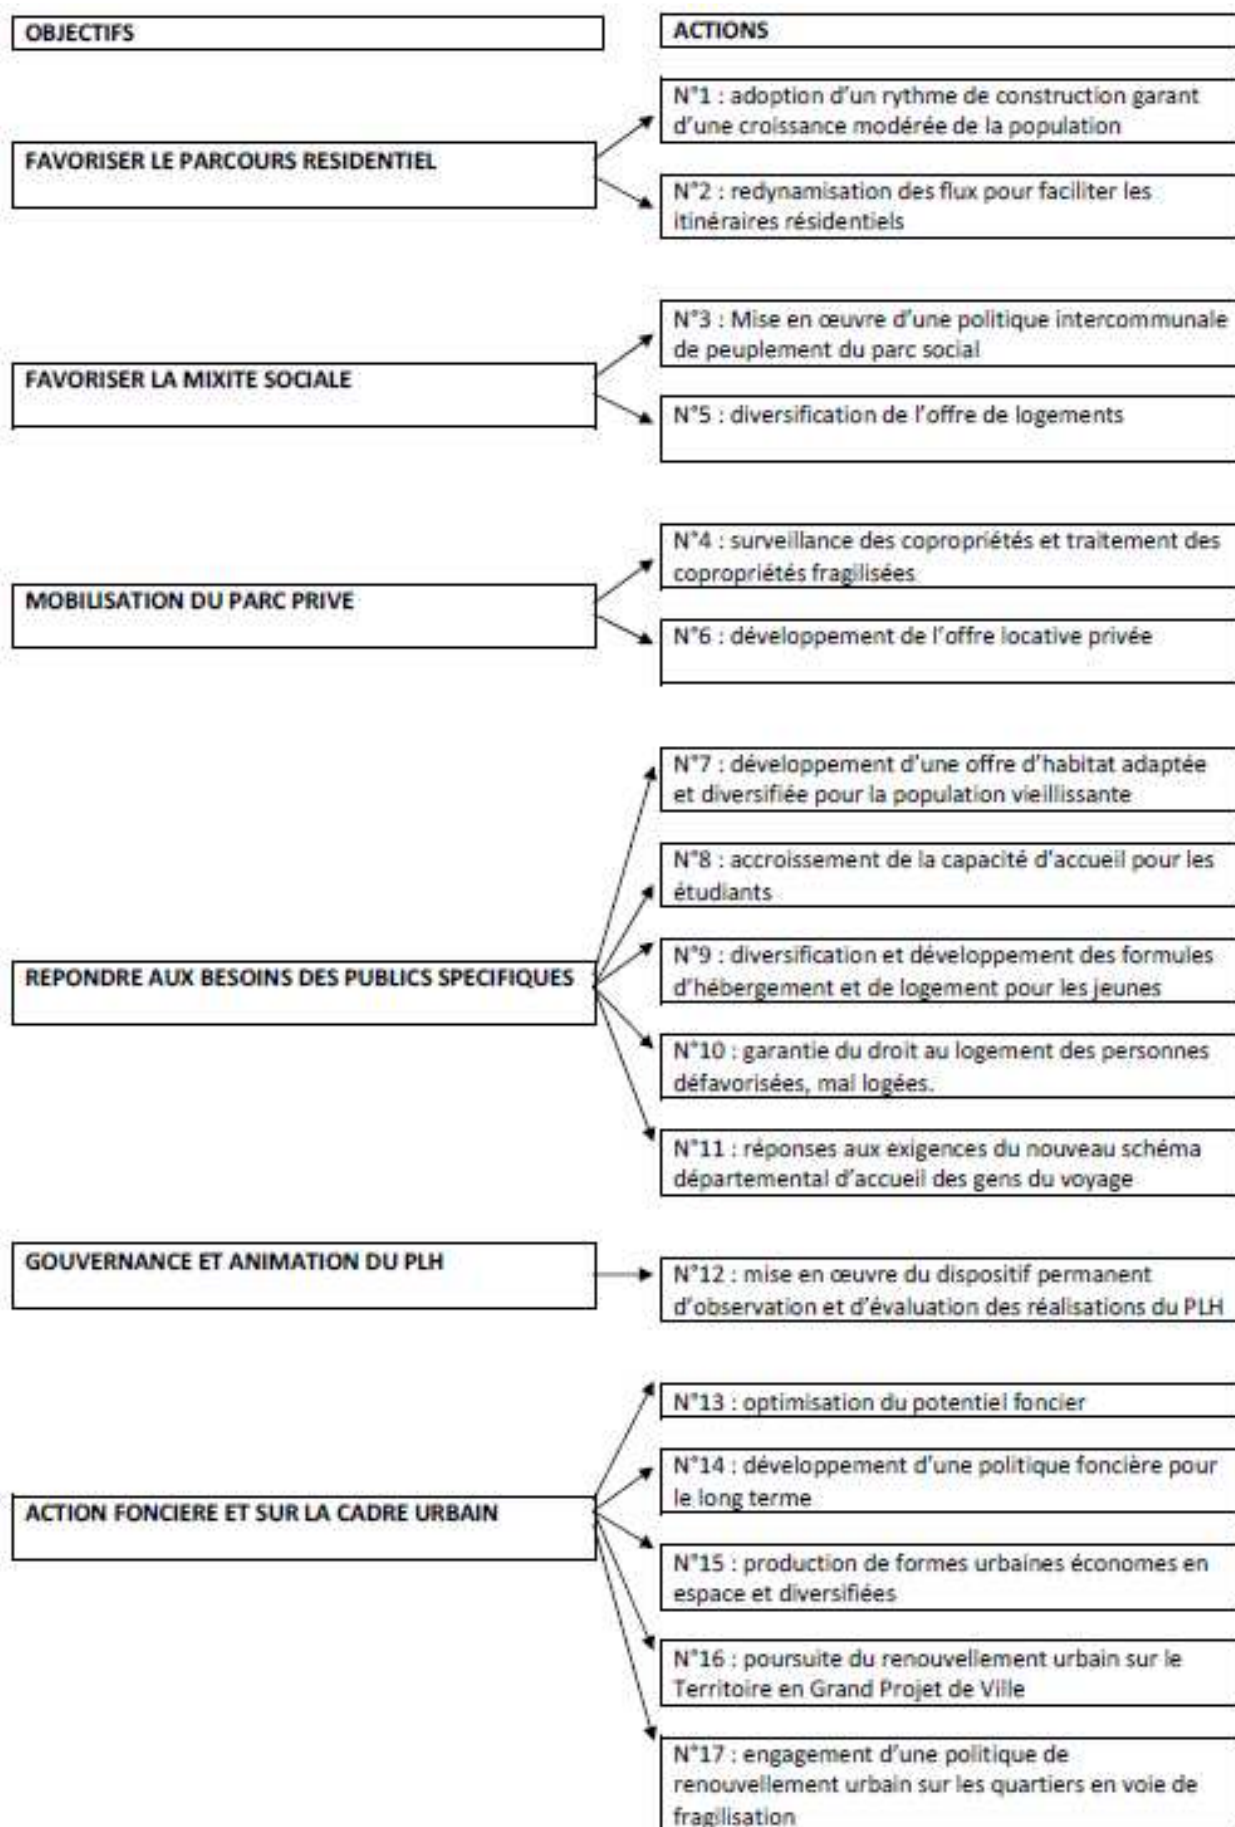 OBJECTIFS
ACTIONS
FAVORISER LE PARCOURS RESIDENTIEL
N°1 : adoption d'un rythme de construction garant
d'une croissance modérée de la population
N°2 : redynamisation des flux pour faciliter les
itinéraires résidentiels
FAVORISER LA MIXITE SOCIALE
N°3 : Mise en œuvre d'une politique intercommunale
de peuplement du parc social
N°5 : diversification de l'offre de logements
MOBILISATION DU PARC PRIVE
N°4 : surveillance des copropriétés et traitement des
copropriétés fragilisées
N°6 : développement de l'offre locative privée
REPONDRE AUX BESOINS DES PUBLICS SPECIFIQUES
N°7 : développement d'une offre d'habitat adaptée
et diversifiée pour la population vieillissante
N°8 : accroissement de la capacité d'accueil pour les
étudiants
N°9 : diversification et développement des formules
d'hébergement et de logement pour les jeunes
N°10 : garantie du droit au logement des personnes
défavorisées, mal logées.
N°11 : réponses aux exigences du nouveau schéma
départemental d'accueil des gens du voyage
GOUVERNANCE ET ANIMATION DU PLH
N°12 : mise en œuvre du dispositif permanent
d'observation et d'évaluation des réalisations du PLH
ACTION FONCIERE ET SUR LA CADRE URBAIN
N°13 : optimisation du potentiel foncier
N°14 : développement d'une politique foncière pour
le long terme
N°15 : production de formes urbaines économes en
espace et diversifiées
N°16 : poursuite du renouvellement urbain sur le
Territoire en Grand Projet de Ville
N°17 : engagement d'une politique de
renouvellement urbain sur les quartiers en voie de
fragilisation